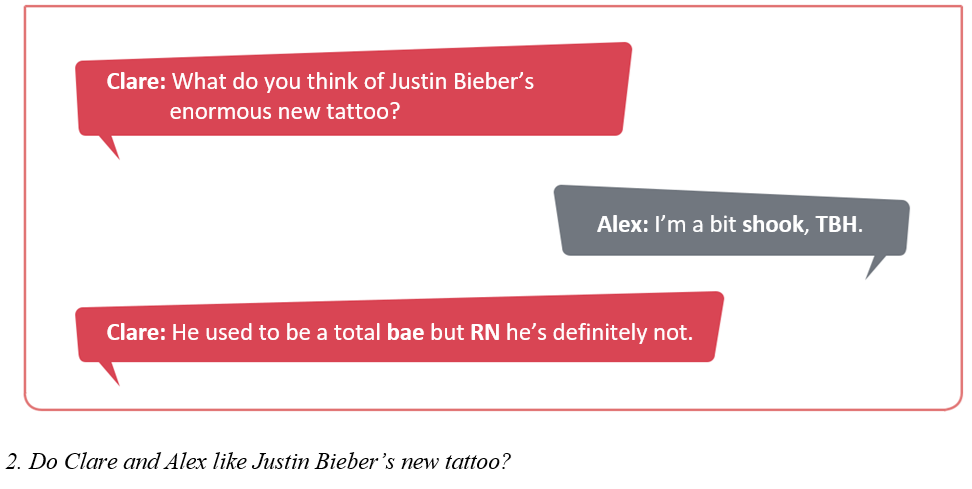 Clare: What do you think of Justin Bieber’s
enormous new tattoo?
Alex: I’m a bit shook, TBH.
Clare: He used to be a total bae but RN he’s definitely not.
2. Do Clare and Alex like Justin Bieber’s new tattoo?